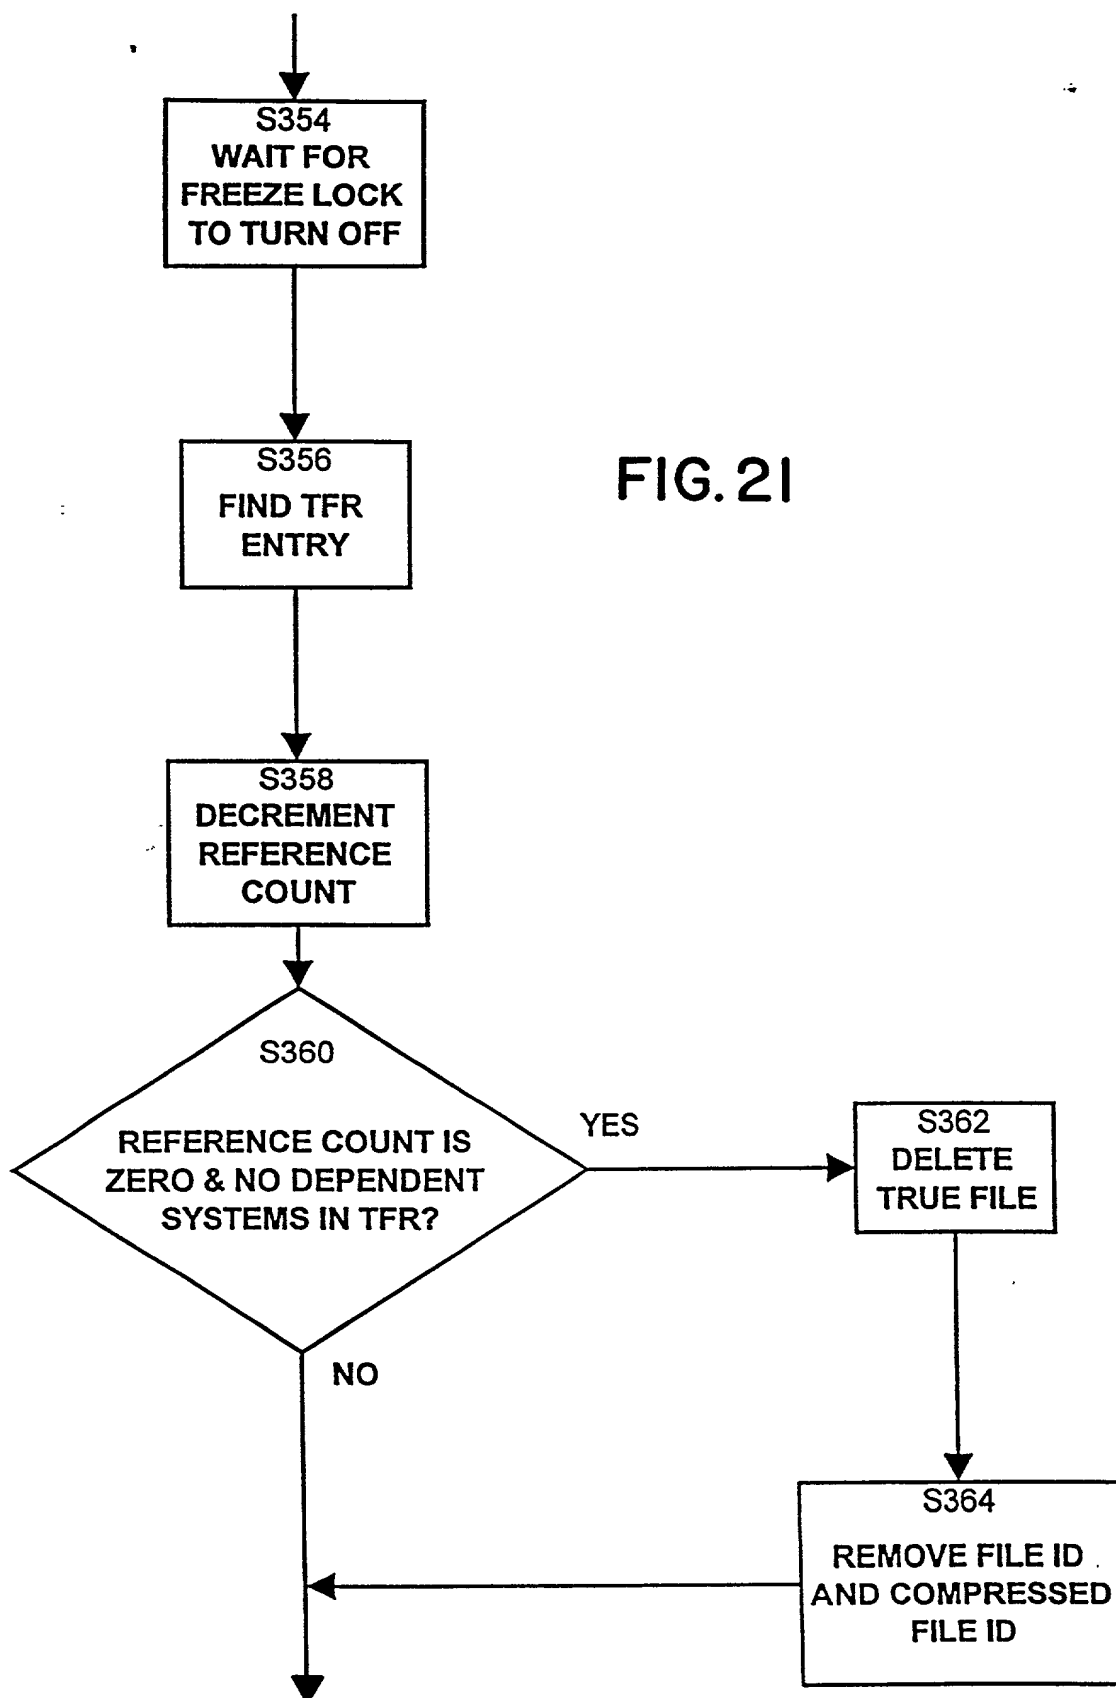 S354
WAIT FOR
FREEZE LOCK
TO TURN OFF
S356
FIND TFR
ENTRY
FIG. 21
S358
DECREMENT
REFERENCE
COUNT
S360
REFERENCE COUNT IS
ZERO & NO DEPENDENT
SYSTEMS IN TFR?
YES
NO
S362
DELETE
TRUE FILE
S364
REMOVE FILE ID
AND COMPRESSED
FILE ID